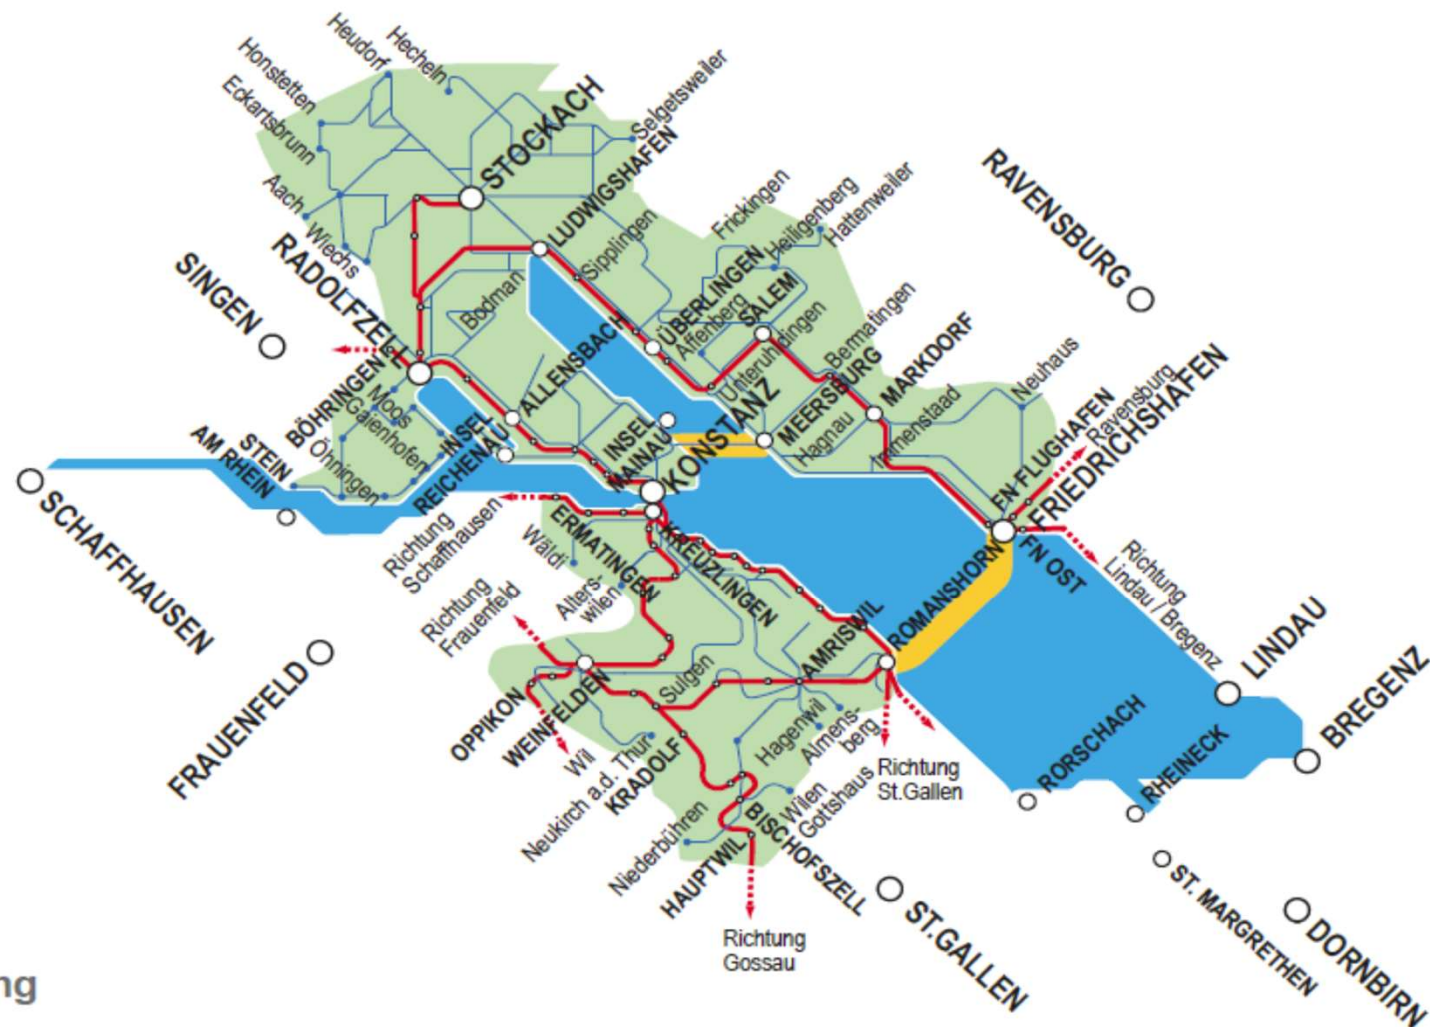 Heudorf
Hecheln
Honstetten
Eckartsbrunn
Selgetsweiler
STOCKACH
LUDWIGSHAFEN
Aach
Wiechs
RADOLFZELL
SINGEN
Sipplingen
Frickingen
Heiligenberg
Hattenweiler
RAVENSBURG
Bodman
ÜBERLINGEN
Affenberg
SALEM
Unteruhldingen
Bermatingen
MARKDORF
Neuhaus
BÖHRINGEN
Moos
Gaienhofen
Öhningen
ALLENSBACH
INSEL
REICHENAU
INSEL
MAINAU
KONSTANZ
MEERSBURG
Hagnau
Immenstaad
FN FLUGHAFEN
Ravensburg
FRIEDRICHSHAFEN
FN OST
STEIN
AM RHEIN
SCHAFFHAUSEN
Richtung
Schaffhausen
ERMATINGEN
Wäldi
KREUZLINGEN
Alters-
wilen
Richtung
Frauenfeld
Richtung
Lindau / Bregenz
ROMANSHORN
AMRISWIL
LINDAU
BREGENZ
FRAUENFELD
OPPIKON
WEINFELDEN
Sulgen
Wil
Neukirch a.d. Thur
KRADOLF
Hagenwil
Almens-
berg
Wilen
Gottshaus
Richtung
St.Gallen
RORSCHACH
RHEINECK
Niederbühren
HAUPTWIL
BISCHOFSZELL
ST.GALLEN
ST. MARGRETHEN
DORNBIRN
Richtung
Gossau
ng